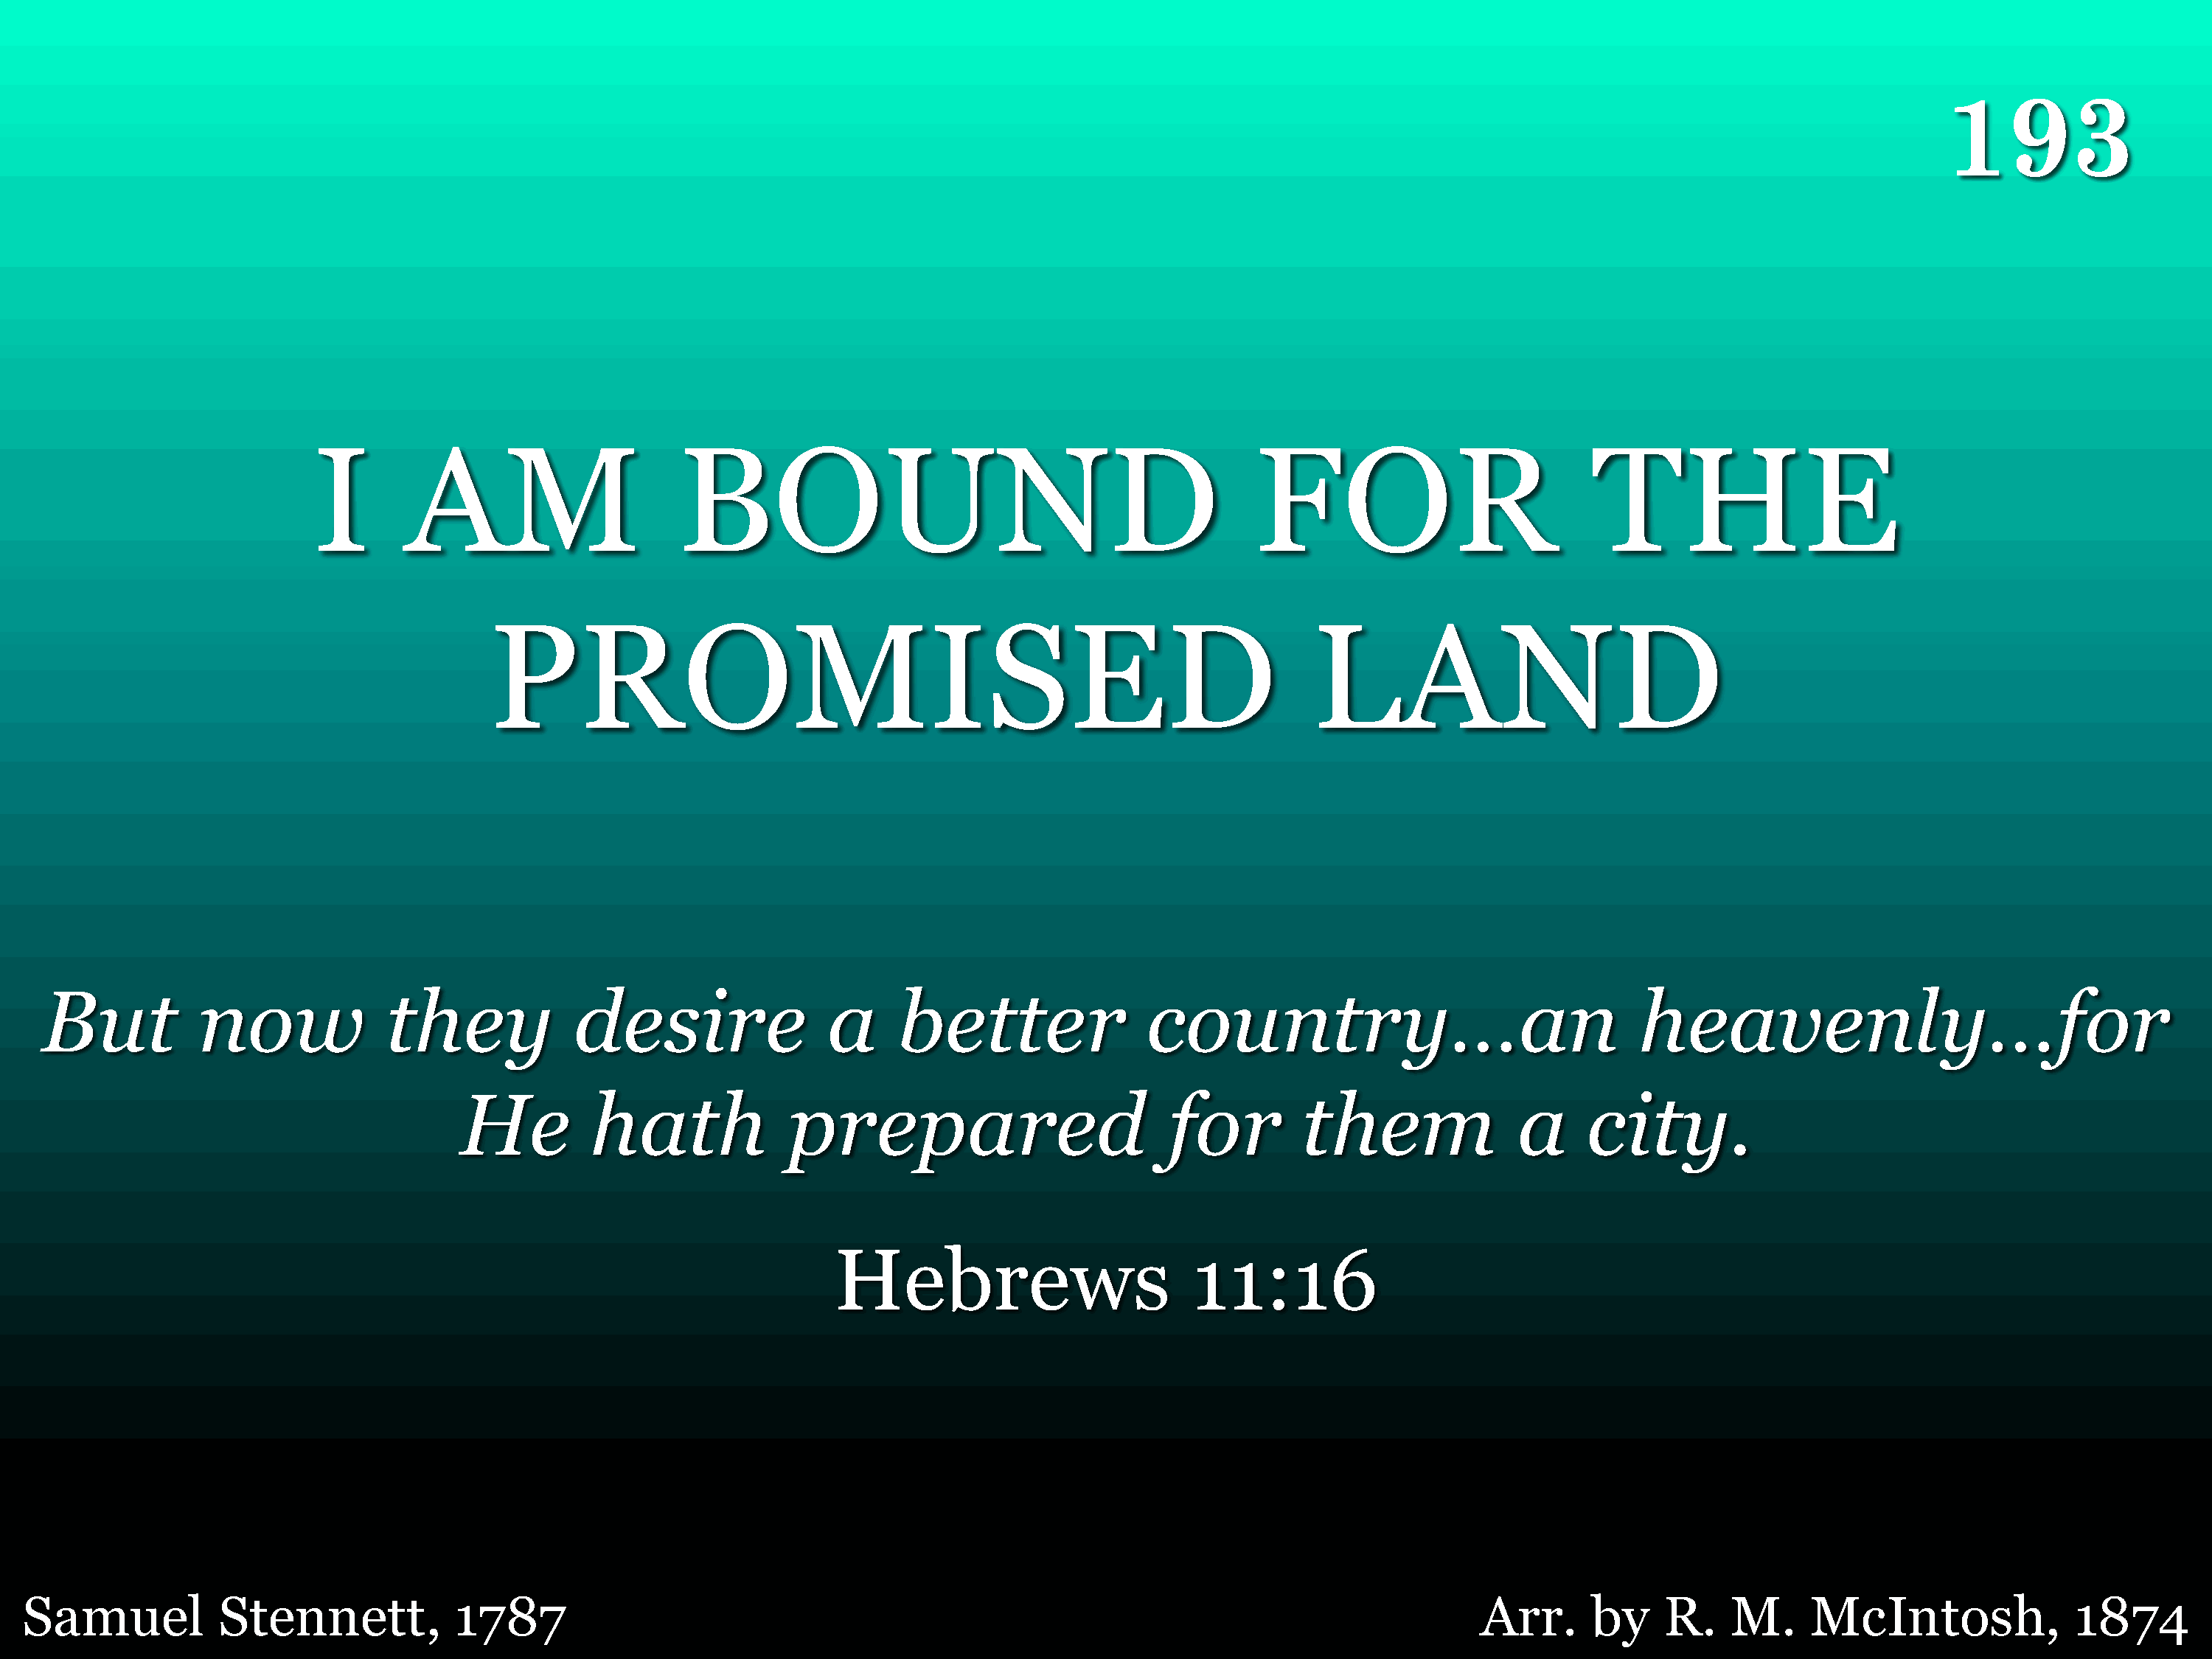 193
I AM BOUND FOR THE
PROMISED LAND
But now they desire a better country...an heavenly...for
He hath prepared for them a city.
Hebrews 11:16
Samuel Stennett, 1787
Arr. by R. M. McIntosh, 1874